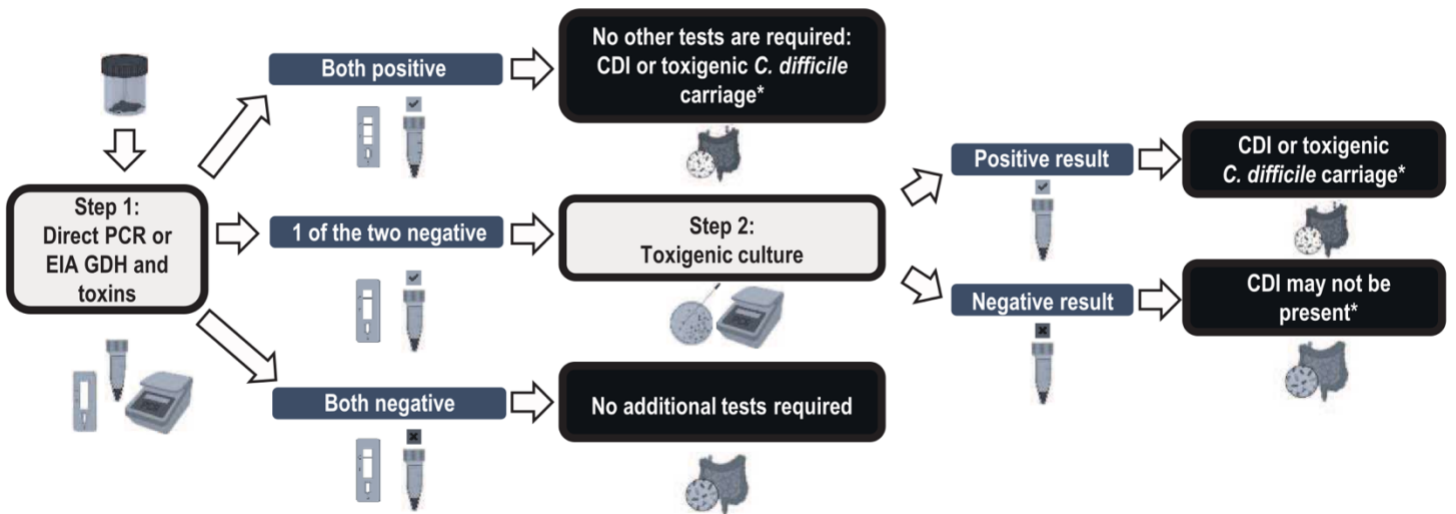 Step 1:
Direct PCR or
EIA GDH and
toxins
Both positive
No other tests are required:
CDI or toxigenic C. difficile
carriage*
1 of the two negative
Step 2:
Toxigenic culture
Positive result
CDI or toxigenic
C. difficile carriage*
Negative result
CDI may not be
present*
Both negative
No additional tests required